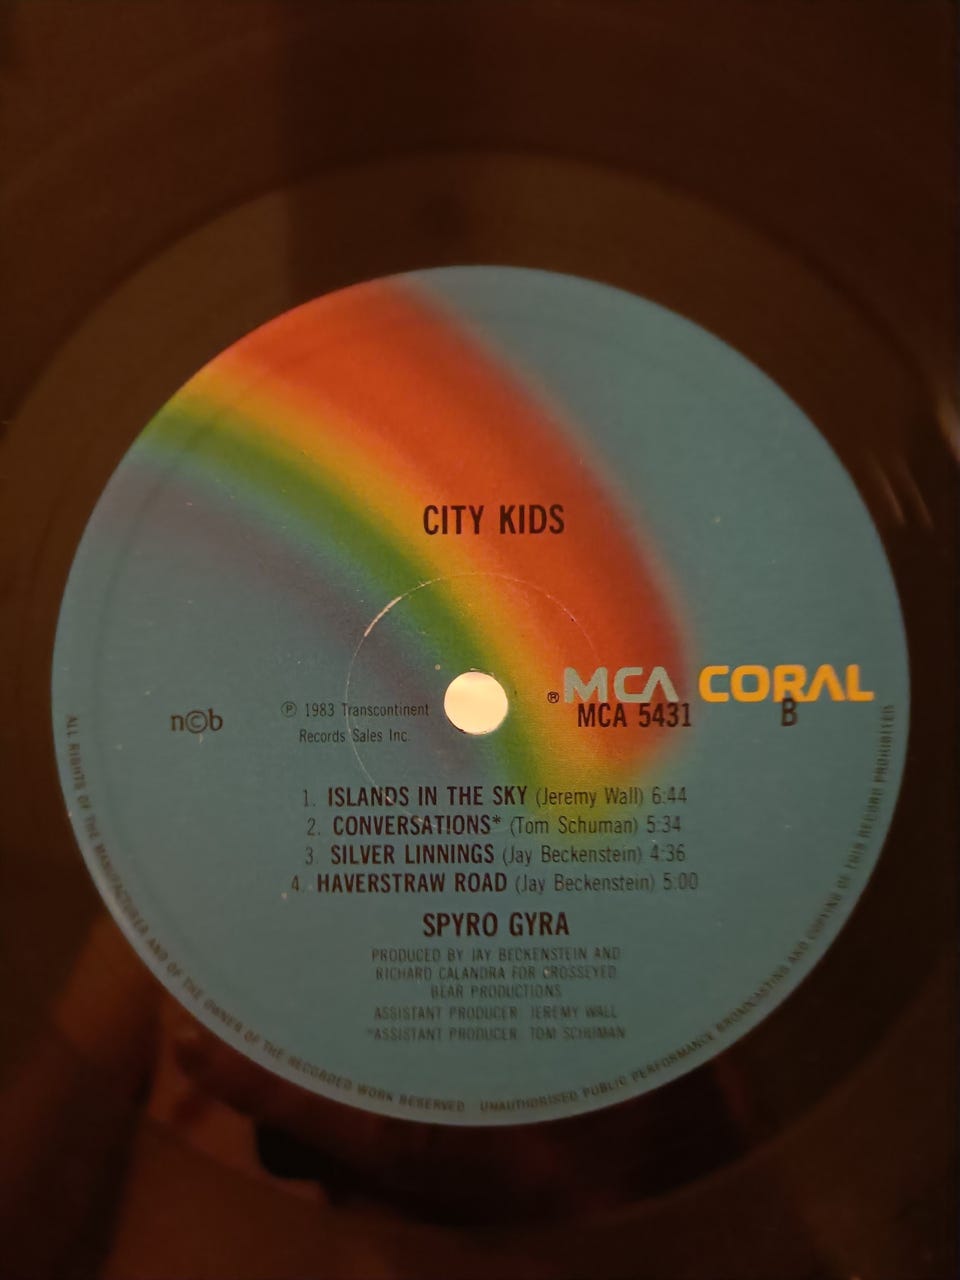 CITY KIDS
® MCA CORAL
n©b
℗ 1983 Transcontinent
Records Sales Inc.
MCA 5431 B
1. ISLANDS IN THE SKY (Jeremy Wall) 6:44
2. CONVERSATIONS* (Tom Schuman) 5:34
3 SILVER LINNINGS (Jay Beckenstein) 4:36
4. HAVERSTRAW ROAD (Jay Beckenstein) 5:00
SPYRO GYRA
PRODUCED BY JAY BECKENSTEIN AND
RICHARD CALANDRA FOR CROSSEYED
BEAR PRODUCTIONS
ASSISTANT PRODUCER: JEREMY WALL
*ASSISTANT PRODUCER: TOM SCHUMAN
ALL RIGHTS OF THE MANUFACTURER AND OF THE OWNER OF THE RECORDED WORK RESERVED UNAUTHORISED PUBLIC PERFORMANCE BROADCASTING AND COPYING OF THIS RECORD PROHIBITED